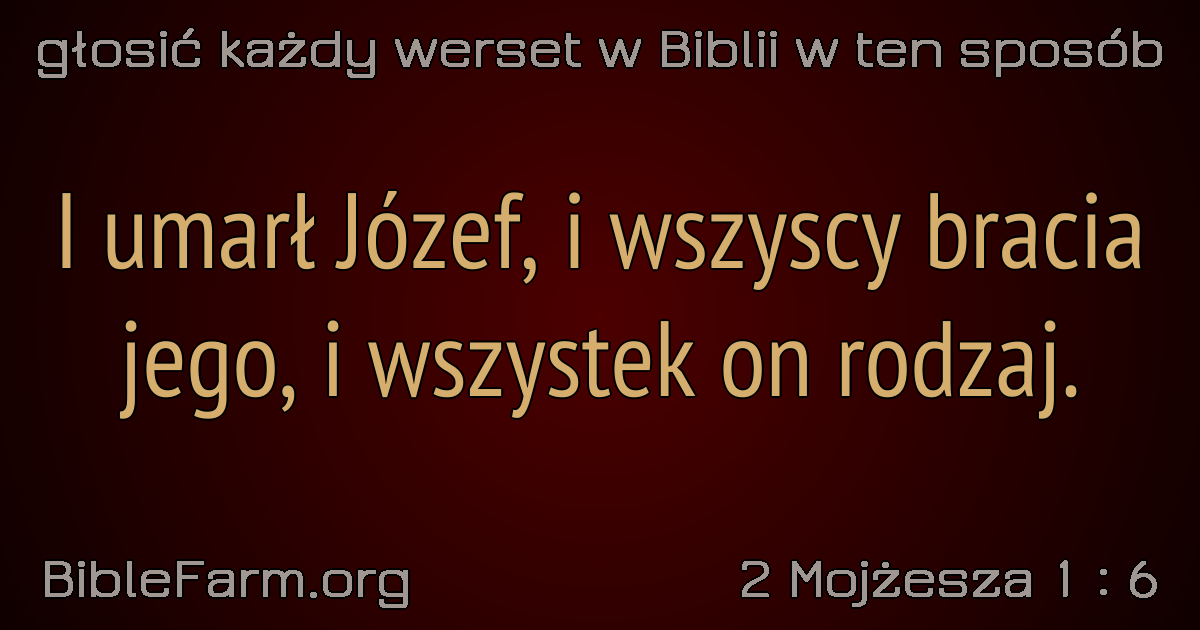 głosić każdy werset w Biblii w ten sposób
I umarł Józef, i wszyscy bracia
jego, i wszystek on rodzaj.
BibleFarm.org
2 Mojżesza 1 : 6